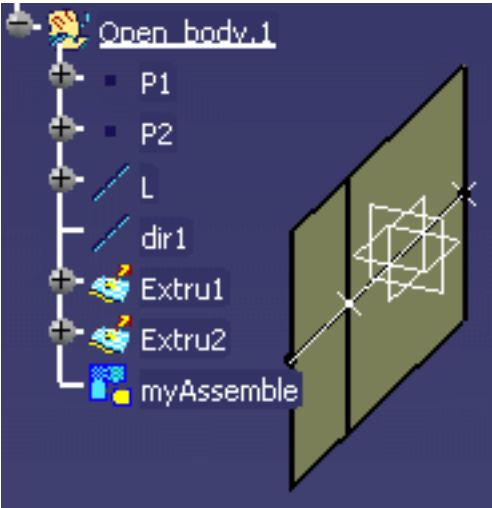 Open_body.1
P1
P2
L
dir1
Extru1
Extru2
myAssemble